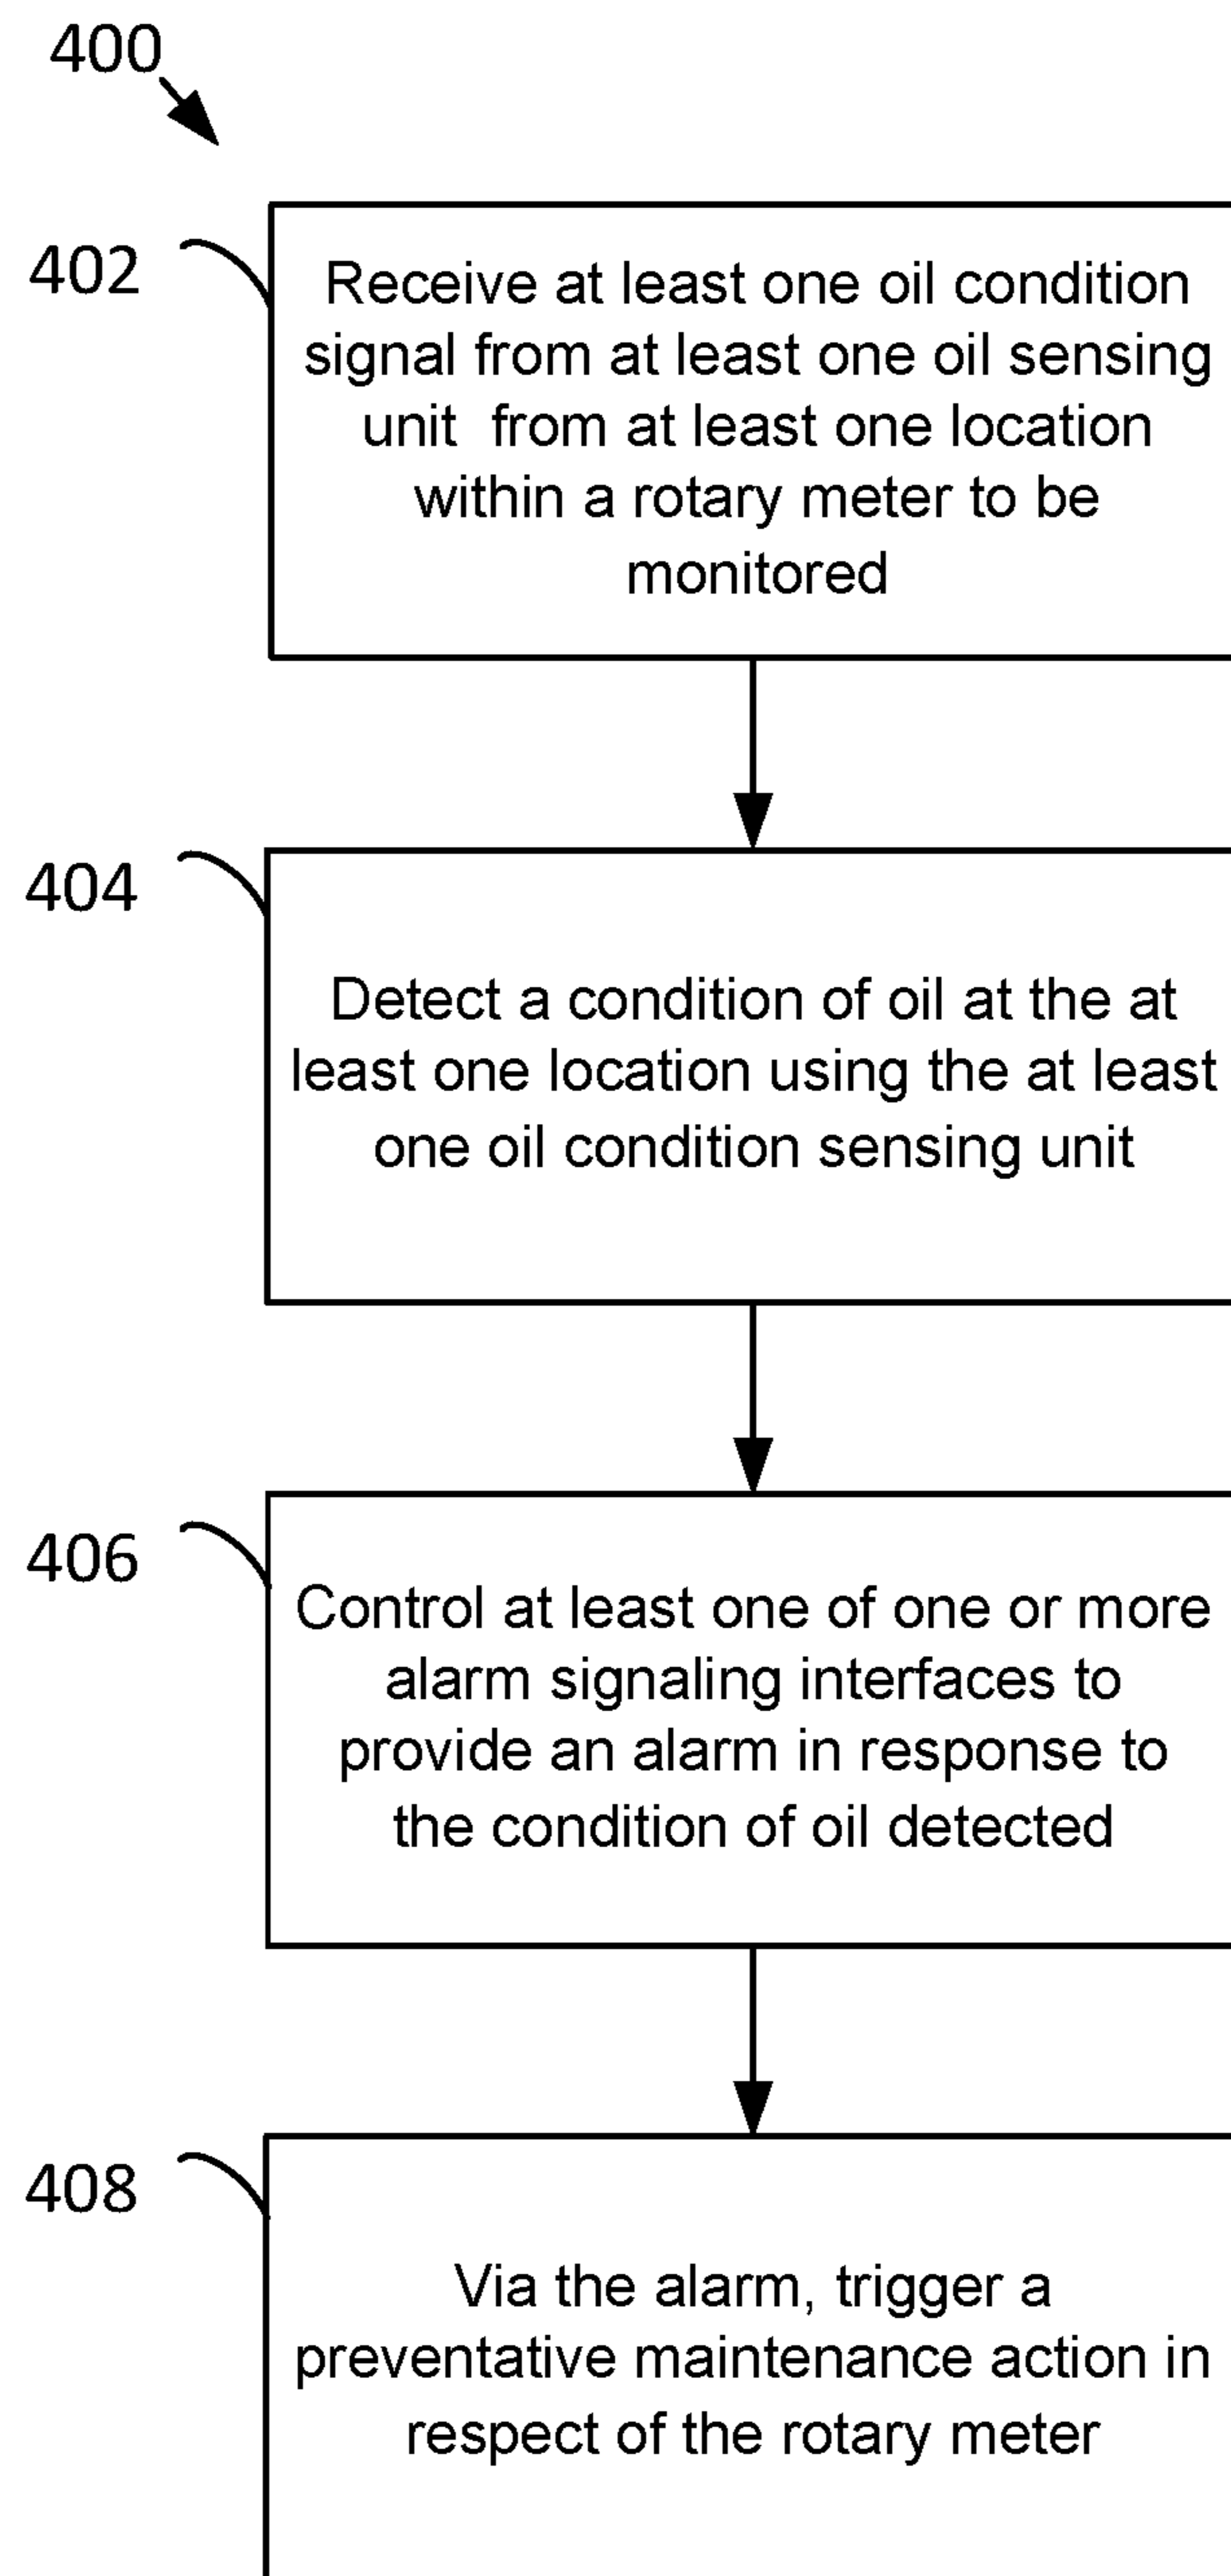 400
402
Receive at least one oil condition
signal from at least one oil sensing
unit from at least one location
within a rotary meter to be
monitored
404
Detect a condition of oil at the at
least one location using the at least
one oil condition sensing unit
406
Control at least one of one or more
alarm signaling interfaces to
provide an alarm in response to
the condition of oil detected
408
Via the alarm, trigger a
preventative maintenance action in
respect of the rotary meter